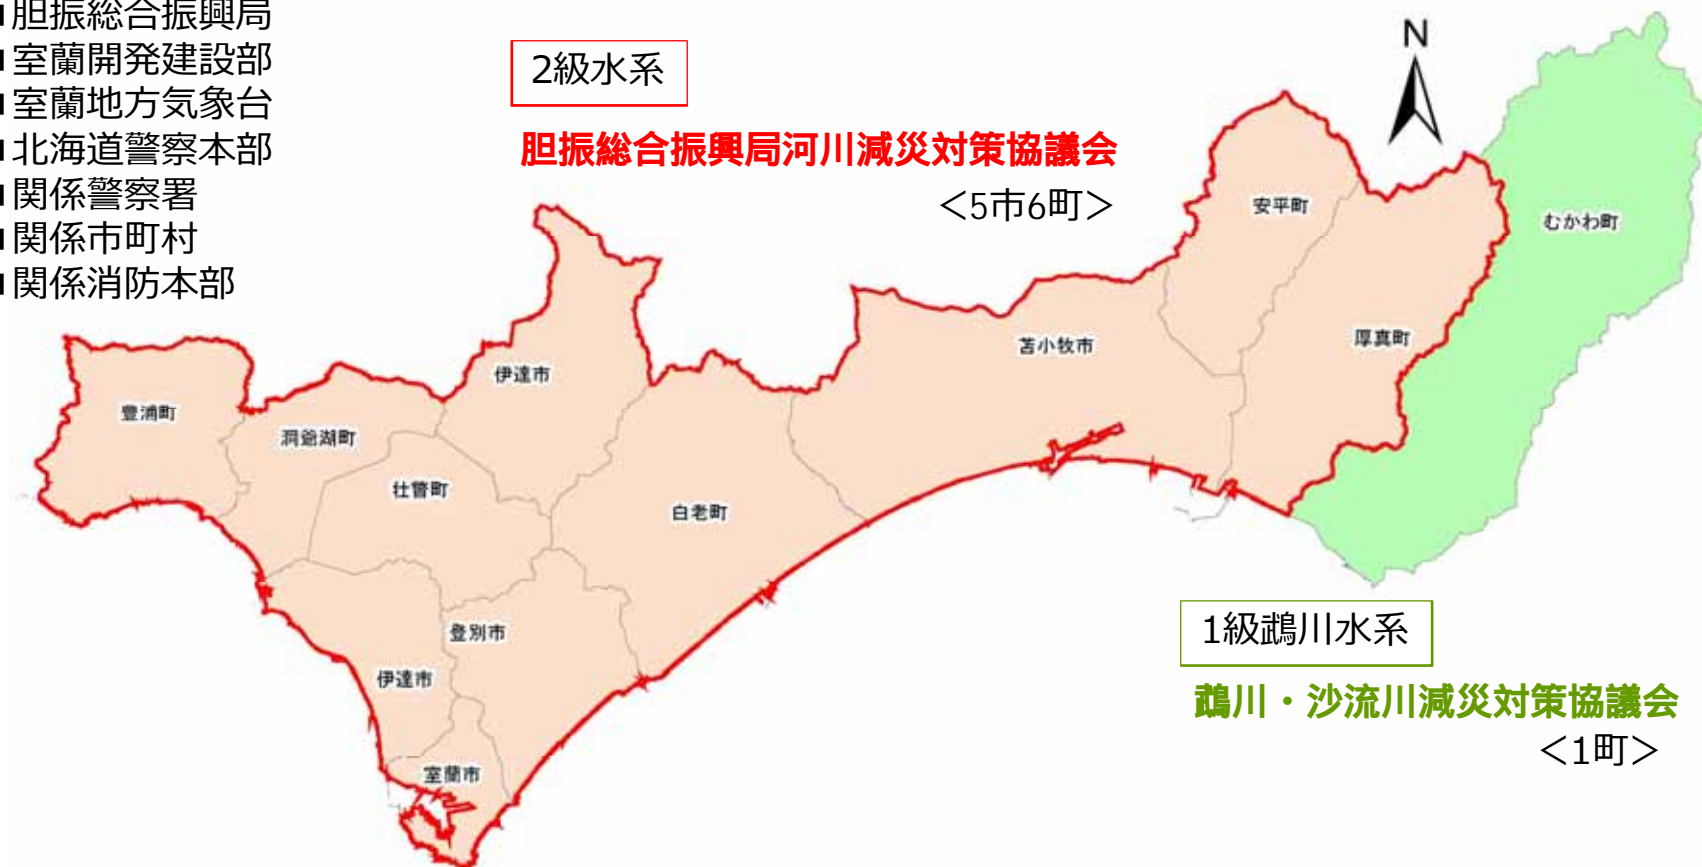 ■胆振総合振興局
■室蘭開発建設部
■室蘭地方気象台
■北海道警察本部
■関係警察署
■関係市町村
■関係消防本部
2級水系
胆振総合振興局河川減災対策協議会
＜5市6町＞
N
安平町
むかわ町
厚真町
苫小牧市
伊達市
豊浦町
洞爺湖町
壮瞥町
白老町
登別市
伊達市
室蘭市
1級鵡川水系
鵡川・沙流川減災対策協議会
＜1町＞